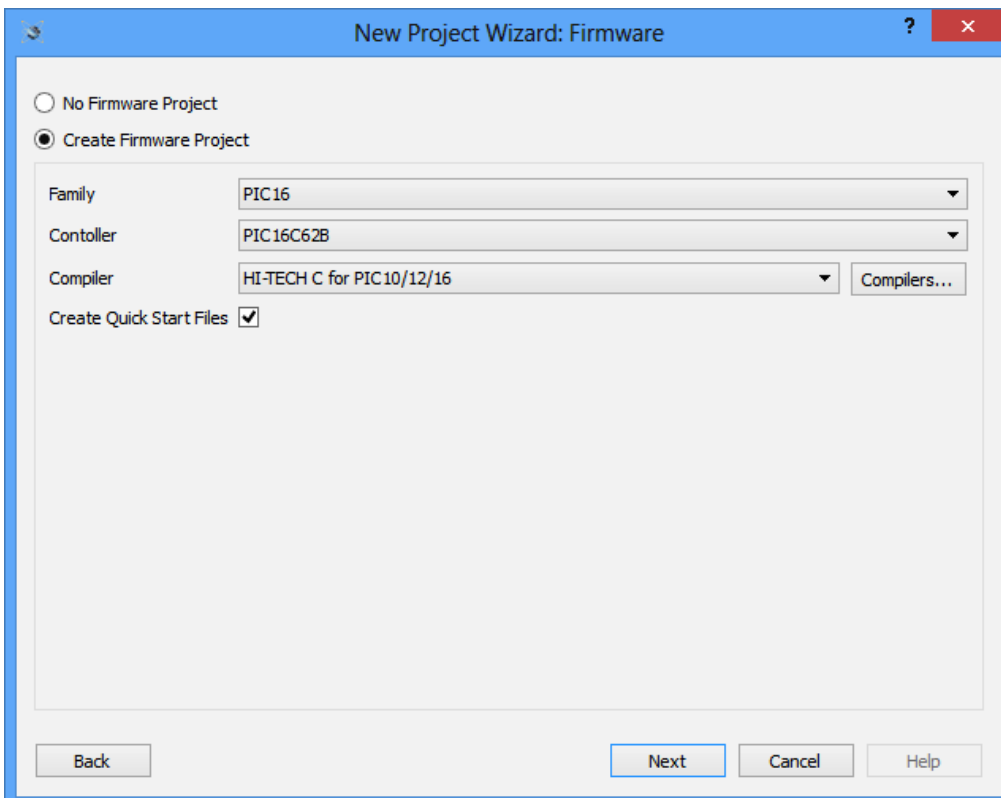 New Project Wizard: Firmware ?
No Firmware Project
Create Firmware Project
Family PIC16
Contoller PIC16C62B
Compiler HI-TECH C for PIC10/12/16 Compilers...
Create Quick Start Files
Back Next Cancel Help